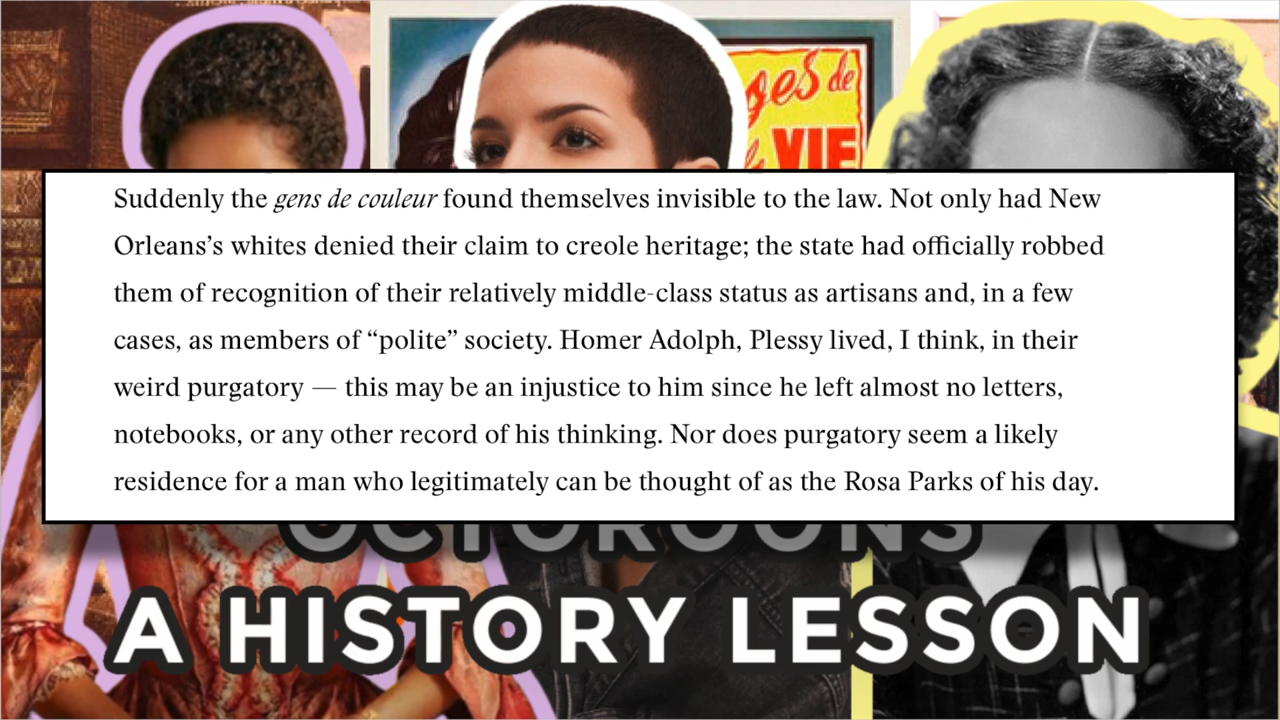 ges de
VIE
Suddenly the gens de couleur found themselves invisible to the law. Not only had New
Orleans’s whites denied their claim to creole heritage; the state had officially robbed
them of recognition of their relatively middle-class status as artisans and, in a few
cases, as members of “polite” society. Homer Adolph, Plessy lived, I think, in their
weird purgatory — this may be an injustice to him since he left almost no letters,
notebooks, or any other record of his thinking. Nor does purgatory seem a likely
residence for a man who legitimately can be thought of as the Rosa Parks of his day.
OCTOROONS
A HISTORY LESSON